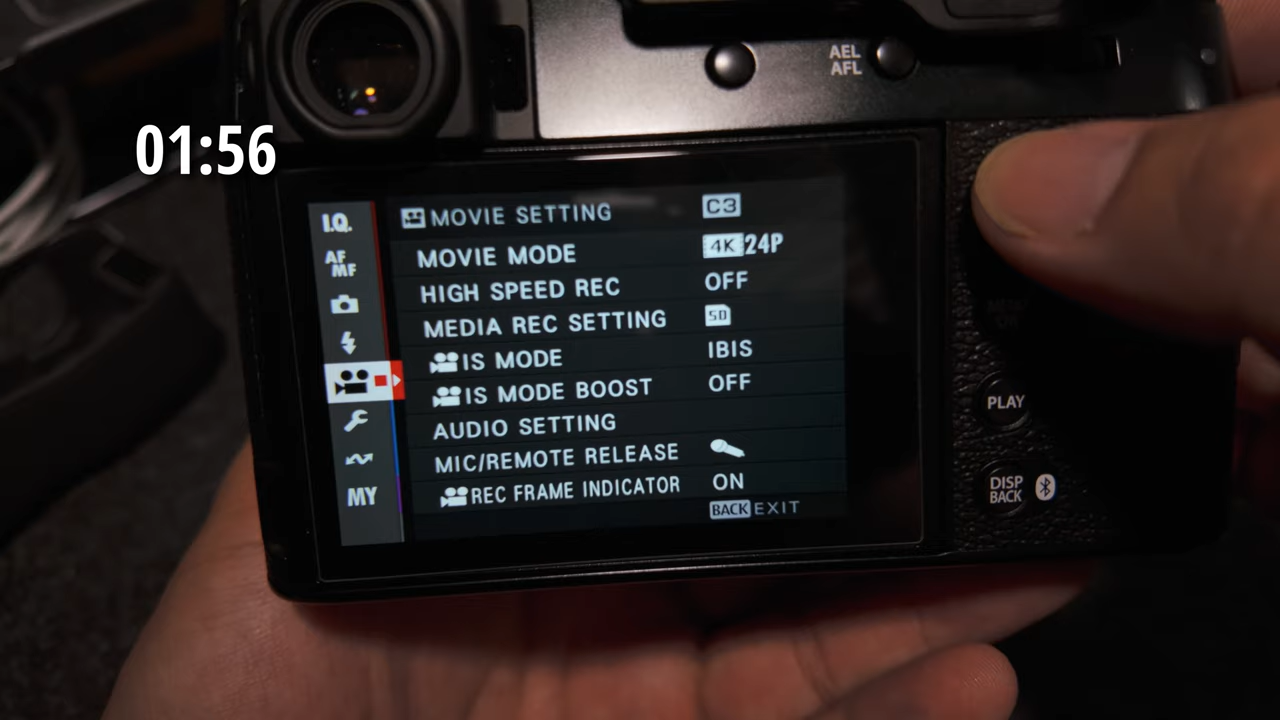 AEL
AFL
01:56
I.Q.
AF
MF
MY
MOVIE SETTING C3
MOVIE MODE 4K 24P
HIGH SPEED REC OFF
MEDIA REC SETTING SD
IS MODE IBIS
IS MODE BOOST OFF
AUDIO SETTING
MIC/REMOTE RELEASE
REC FRAME INDICATOR ON
BACK EXIT
PLAY
DISP
BACK